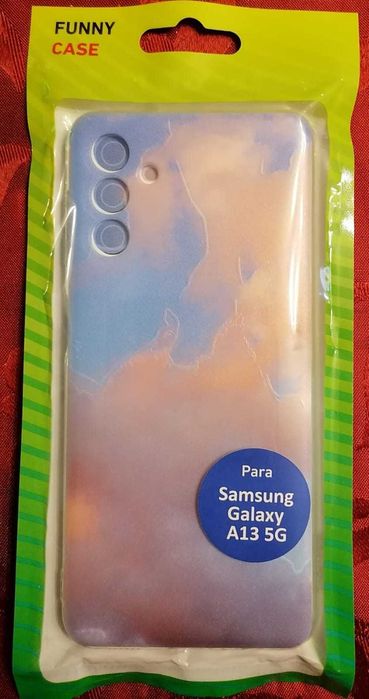 FUNNY
CASE
Para
Samsung
Galaxy
A13 5G